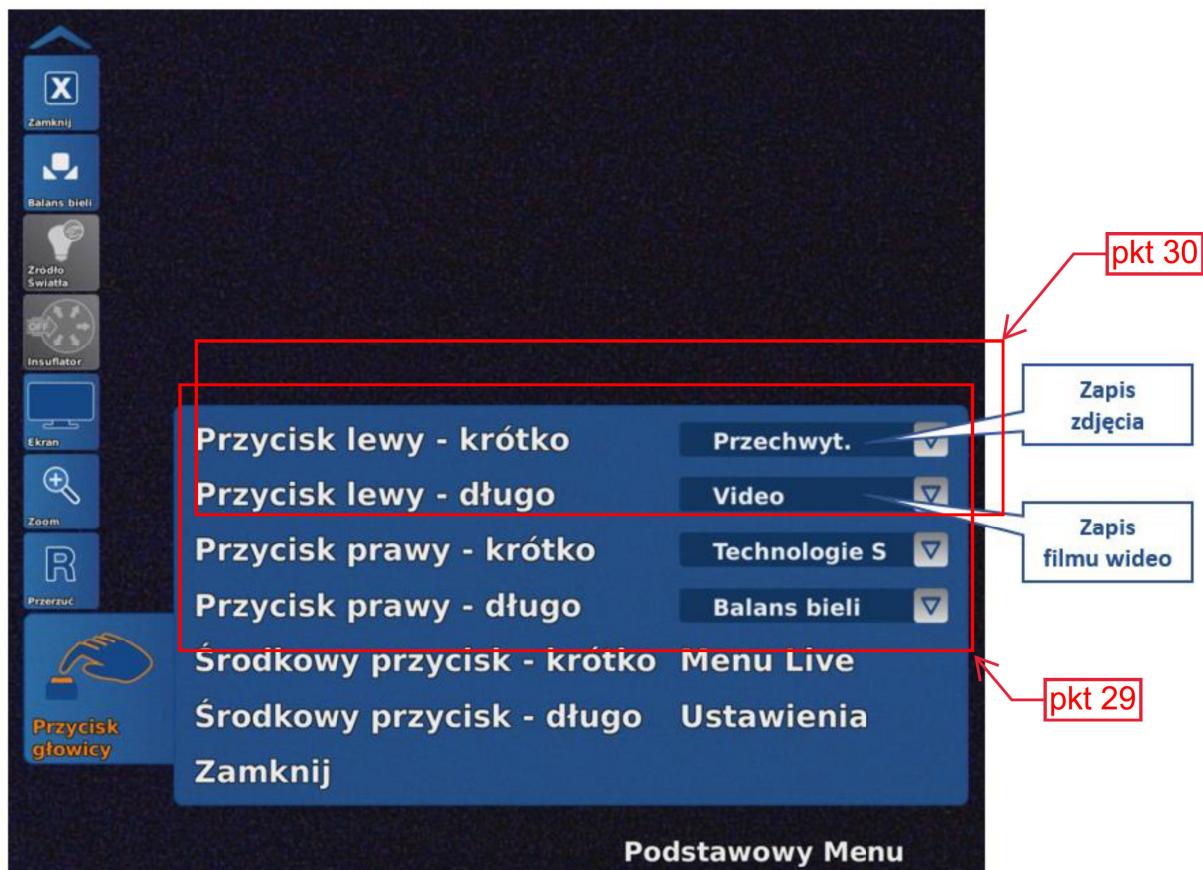 X
Zamknij
Balans bieli
Źródło
Światła
OFF
Insuflator
Ekran
Zoom
R
Przerzuć
Przycisk
głowicy
Przycisk lewy - krótko Przechwyt.
Przycisk lewy - długo Video
Przycisk prawy - krótko Technologie S
Przycisk prawy - długo Balans bieli
Środkowy przycisk - krótko Menu Live
Środkowy przycisk - długo Ustawienia
Zamknij
Podstawowy Menu
pkt 30
Zapis
zdjęcia
Zapis
filmu wideo
pkt 29